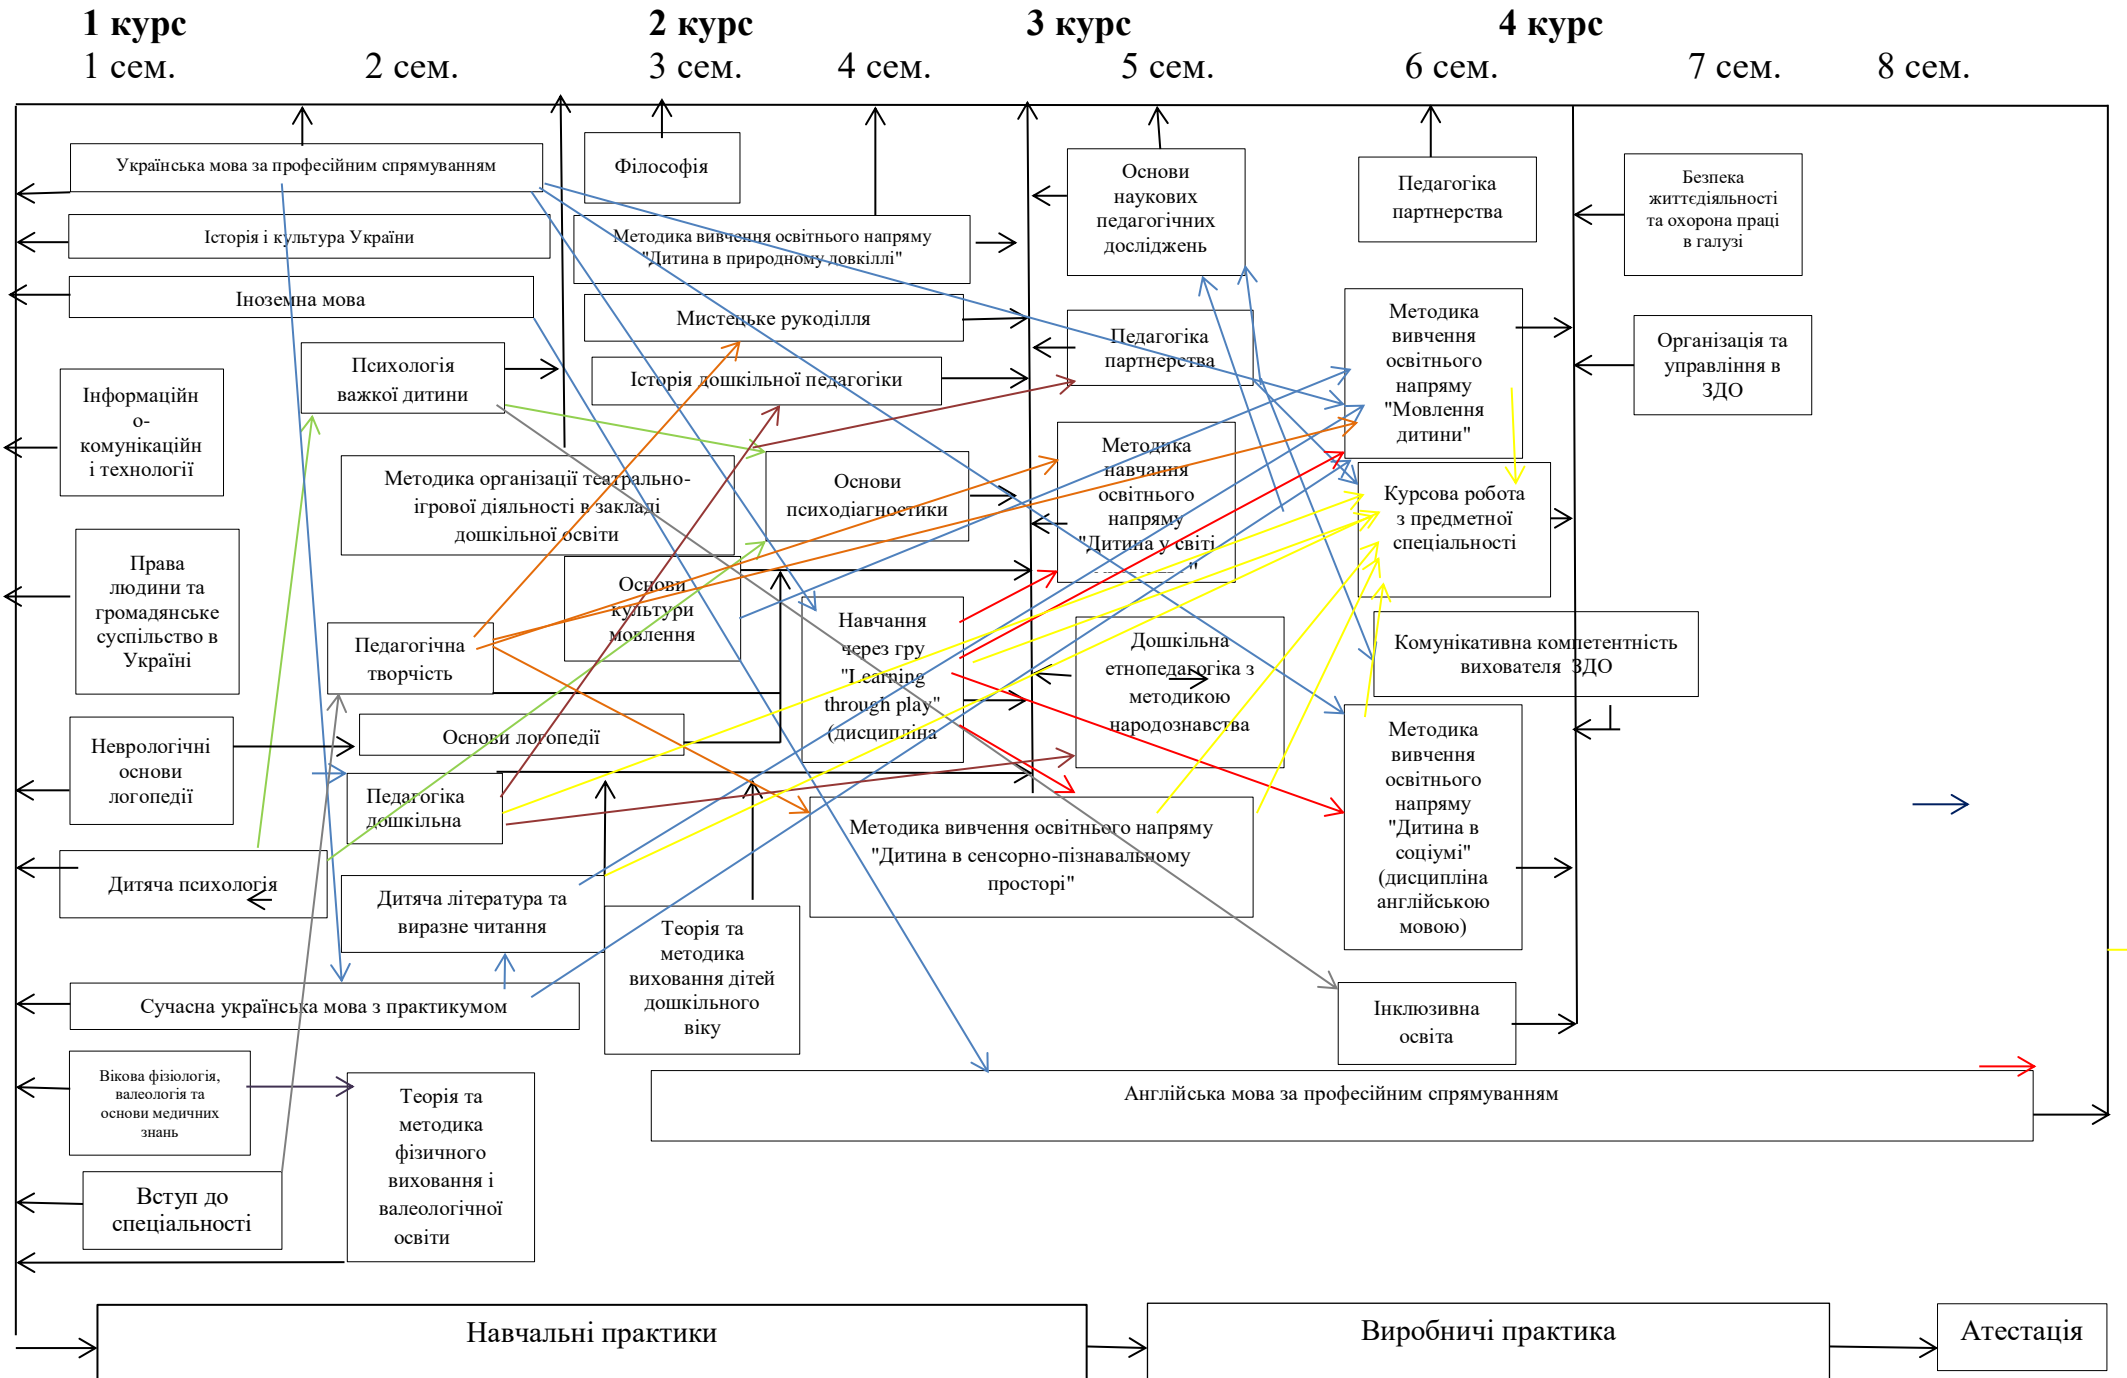 1 курс
2 курс
3 курс
4 курс
1 сем.
2 сем.
3 сем.
4 сем.
5 сем.
6 сем.
7 сем.
8 сем.
Українська мова за професійним спрямуванням
Історія і культура України
Іноземна мова
Інформаційн
о-
комунікаційн
і технології
Права
людини та
громадянське
суспільство в
Україні
Неврологічні
основи
логопедії
Дитяча психологія
Сучасна українська мова з практикумом
Вікова фізіологія,
валеологія та
основи медичних
знань
Вступ до
спеціальності
Психологія
важкої дитини
Методика організації театрально-
ігрової діяльності в закладі
дошкільної освіти
Педагогічна
творчість
Основи логопедії
Педагогіка
дошкільна
Дитяча література та
виразне читання
Теорія та
методика
фізичного
виховання і
валеологічної
освіти
Філософія
Методика вивчення освітнього напряму
"Дитина в природному довкіллі"
Мистецьке рукоділля
Історія дошкільної педагогіки
Основи
психодіагностики
Основи
культури
мовлення
Навчання
через гру
"Learning
through play"
(дисципліна
Теорія та
методика
виховання дітей
дошкільного
віку
Методика вивчення освітнього напряму
"Дитина в сенсорно-пізнавальному
просторі"
Основи
наукових
педагогічних
досліджень
Педагогіка
партнерства
Методика
навчання
освітнього
напряму
"Дитина у світі
"
Дошкільна
етнопедагогіка з
методикою
народознавства
Педагогіка
партнерства
Методика
вивчення
освітнього
напряму
"Мовлення
дитини"
Курсова робота
з предметної
спеціальності
Комунікативна компетентність
вихователя ЗДО
Методика
вивчення
освітнього
напряму
"Дитина в
соціумі"
(дисципліна
англійською
мовою)
Інклюзивна
освіта
Безпека
життєдіяльності
та охорона праці
в галузі
Організація та
управління в
ЗДО
Англійська мова за професійним спрямуванням
Навчальні практики
Виробничі практика
Атестація